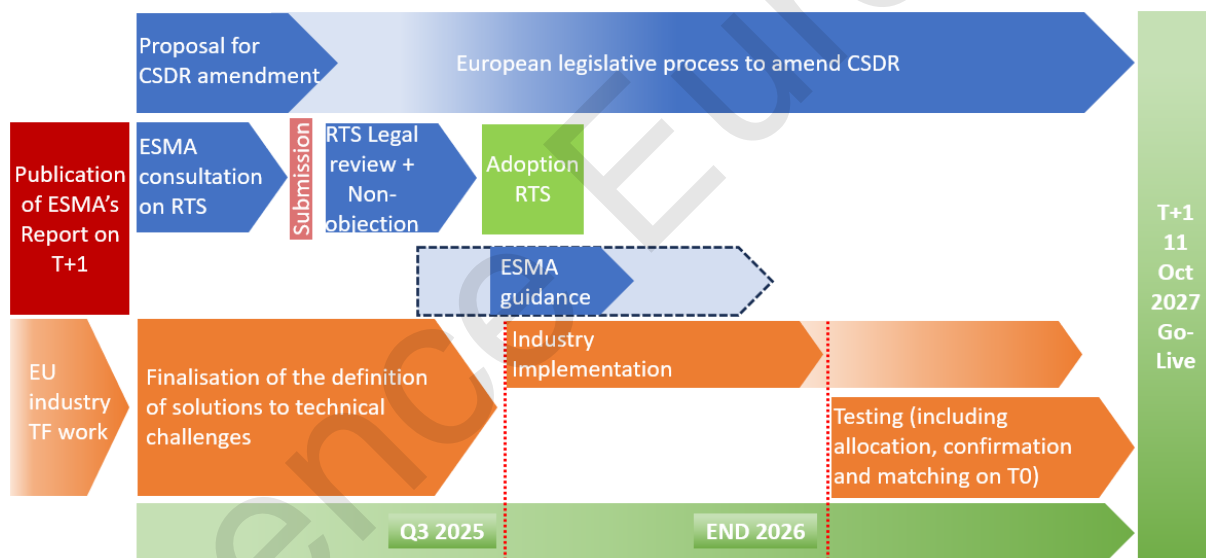 Proposal for
CSDR amendment
European legislative process to amend CSDR
Publication
of ESMA's
Report on
T+1
ESMA
consultation
on RTS
Submission
RTS Legal
review +
Non-
objection
Adoption
RTS
ESMA
guidance
EU
industry
TF work
Finalisation of the definition
of solutions to technical
challenges
Industry
Implementation
Testing (including
allocation, confirmation
and matching on T0)
Q3 2025
END 2026
T+1
11
Oct
2027
Go-
Live
ence Eur